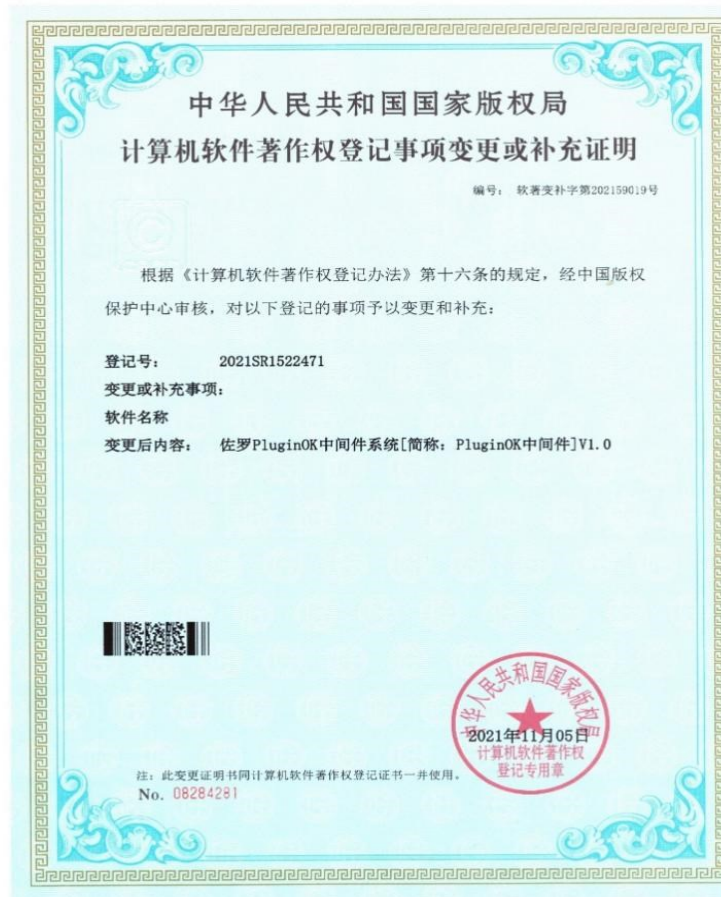 中华人民共和国国家版权局
计算机软件著作权登记事项变更或补充证明
编号： 软著变补字第202159019号
根据《计算机软件著作权登记办法》第十六条的规定，经中国版权
保护中心审核，对以下登记的事项予以变更和补充：
登记号： 2021SR1522471
变更或补充事项：
软件名称
变更后内容： 佐罗PluginOK中间件系统[简称：PluginOK中间件]V1.0
中华人民共和国国家版权局
2021年11月05日
计算机软件著作权
登记专用章
注：此变更证明书同计算机软件著作权登记证书一并使用。
No. 08284281